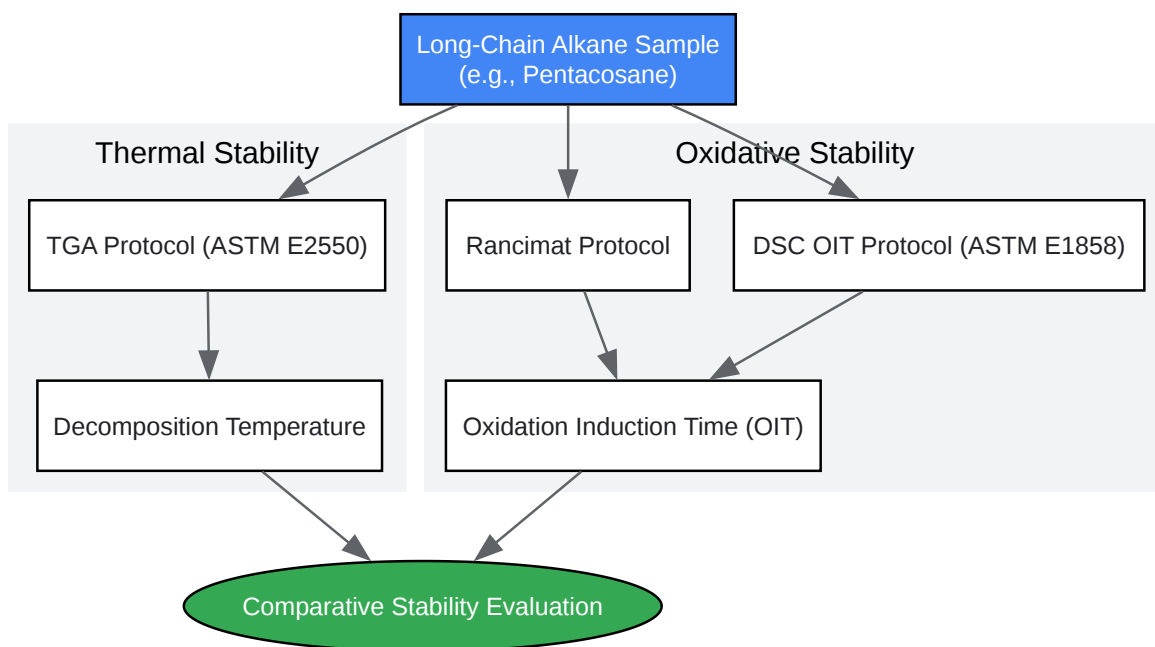 Long-Chain Alkane Sample
(e.g., Pentacosane)
Thermal Stability
Oxidative Stability
TGA Protocol (ASTM E2550)
Rancimat Protocol
DSC OIT Protocol (ASTM E1858)
Decomposition Temperature
Oxidation Induction Time (OIT)
Comparative Stability Evaluation